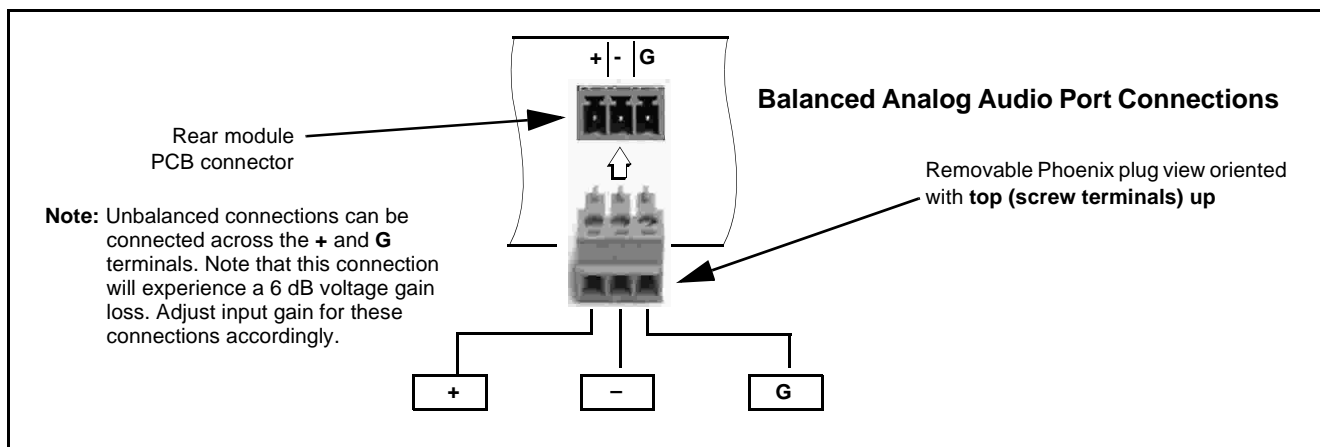 + - G
Balanced Analog Audio Port Connections
Rear module
PCB connector
Removable Phoenix plug view oriented
with top (screw terminals) up
Note: Unbalanced connections can be
connected across the + and G
terminals. Note that this connection
will experience a 6 dB voltage gain
loss. Adjust input gain for these
connections accordingly.
+ – G